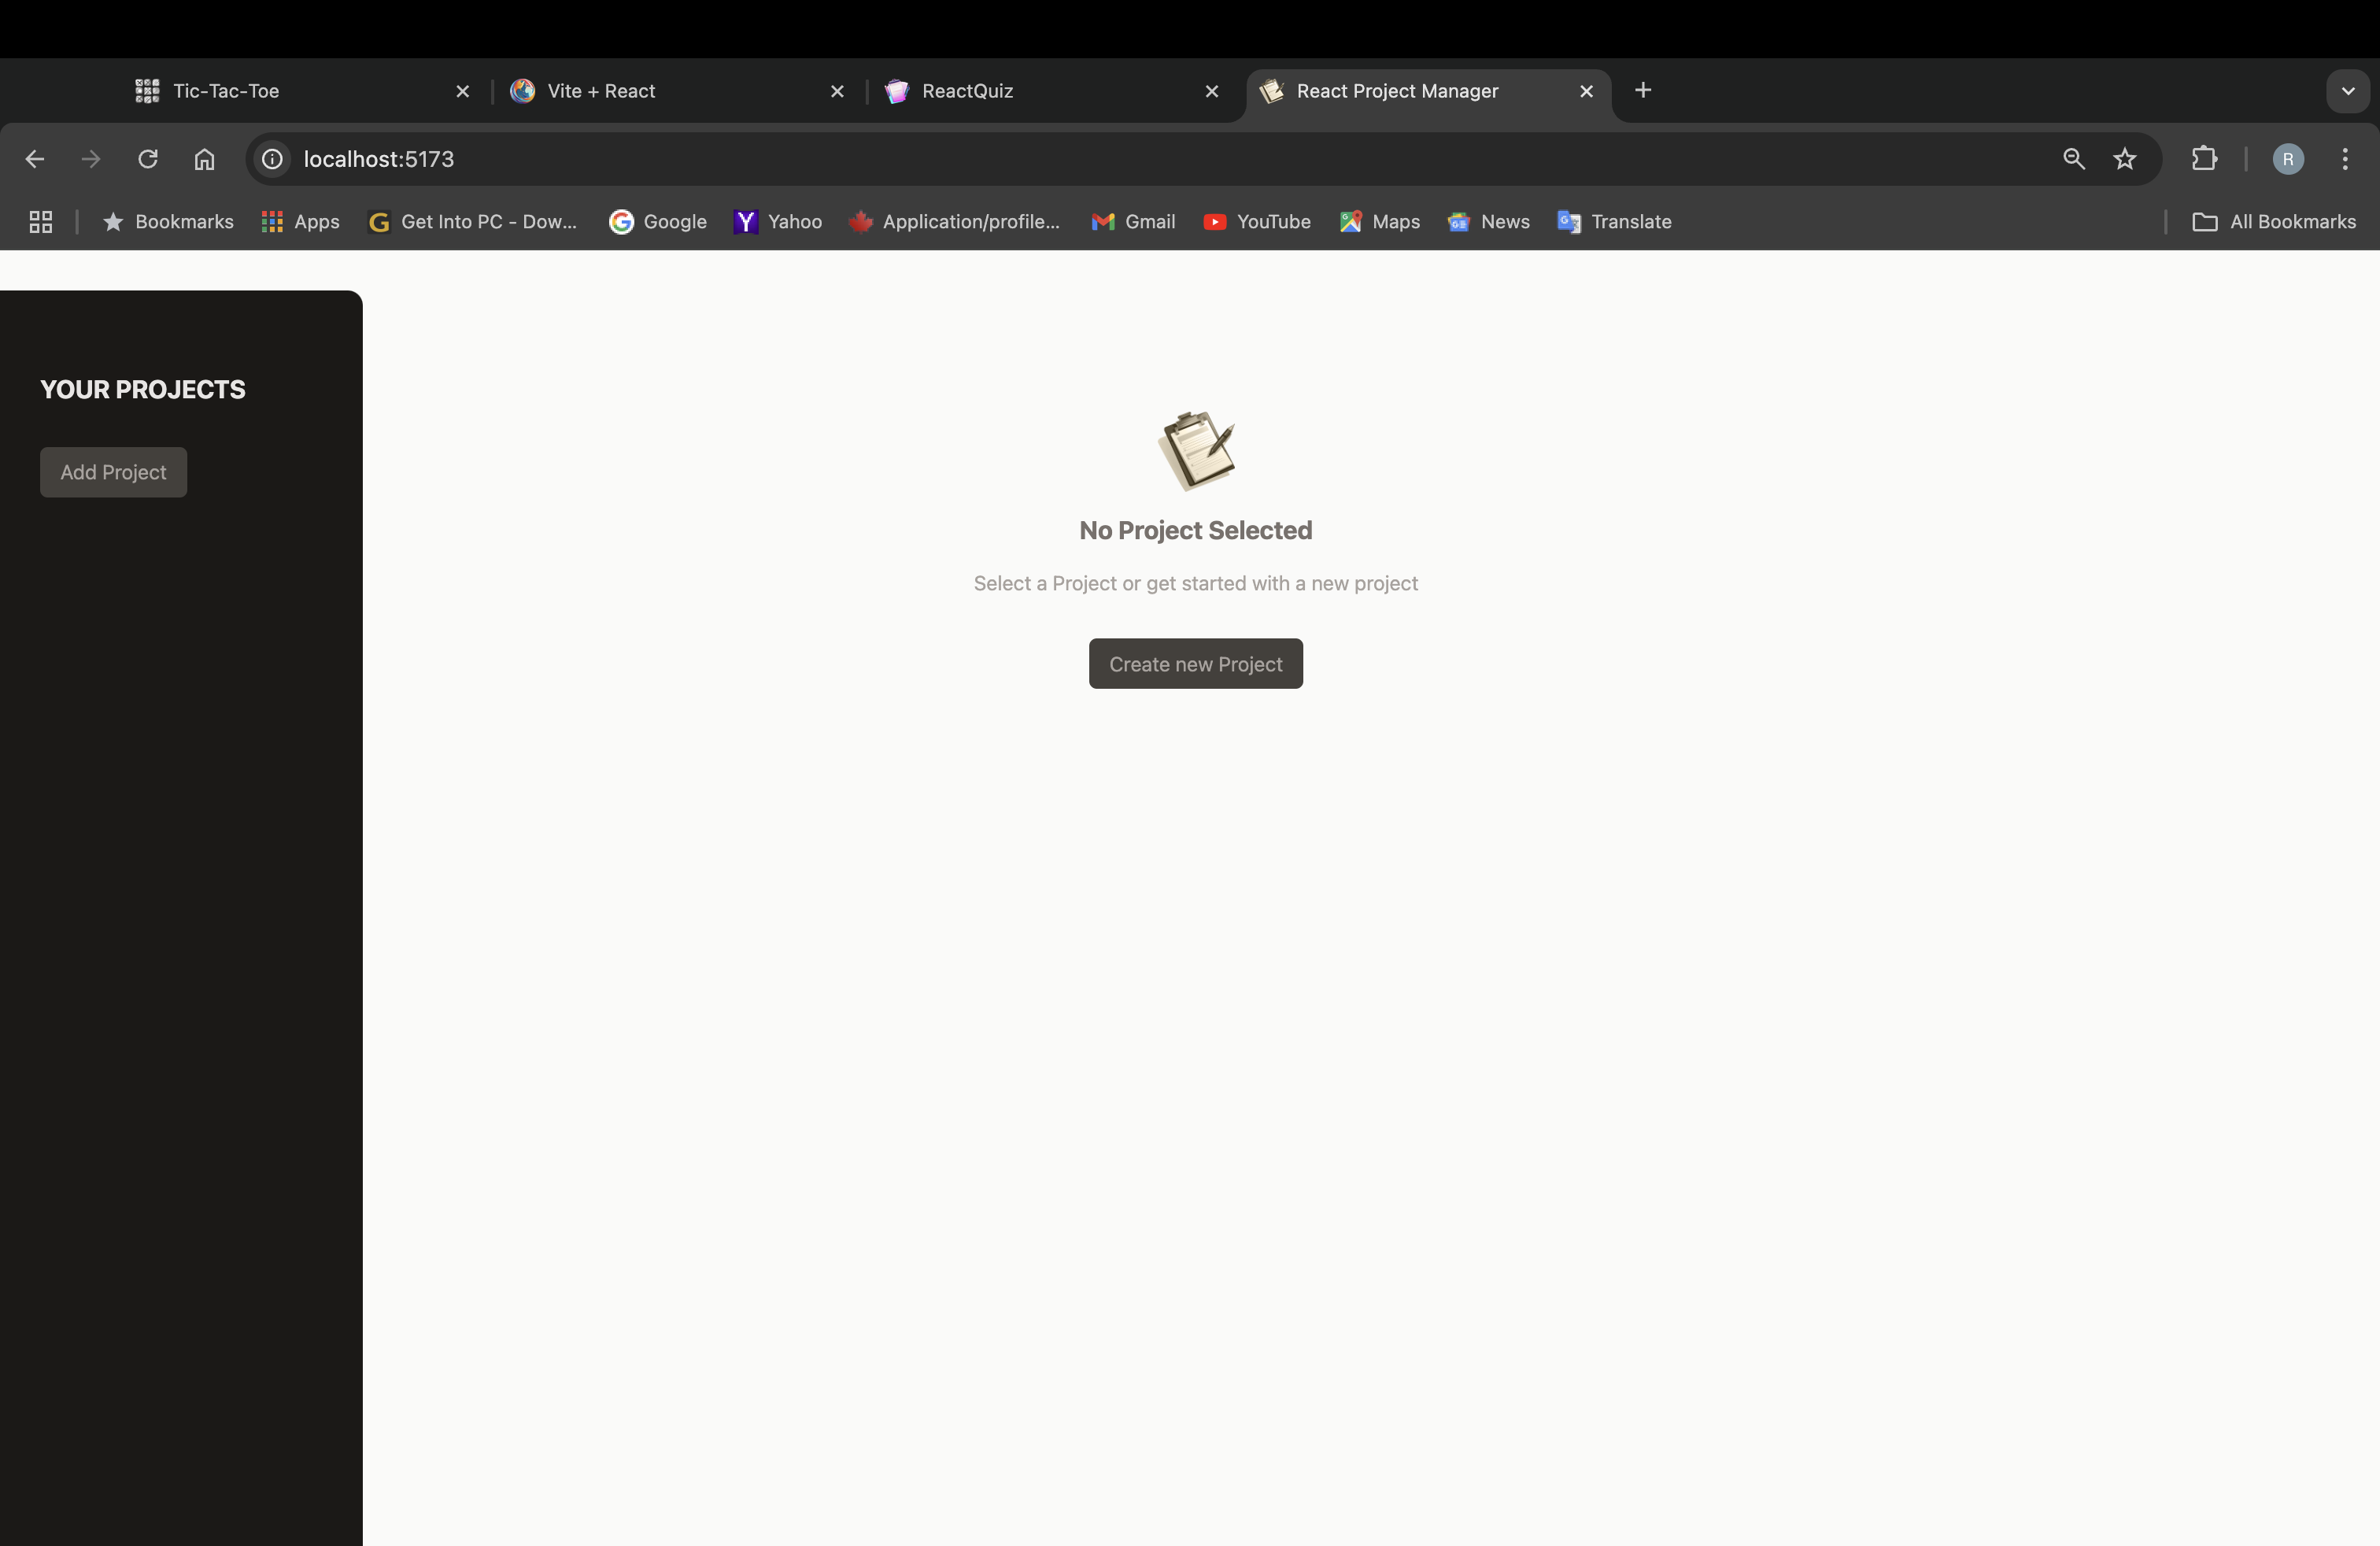 Tic-Tac-Toe
Vite + React
ReactQuiz
React Project Manager
localhost:5173
R
Bookmarks
Apps
Get Into PC - Dow...
Google
Yahoo
Application/profile...
Gmail
YouTube
Maps
News
Translate
All Bookmarks
YOUR PROJECTS
Add Project
No Project Selected
Select a Project or get started with a new project
Create new Project